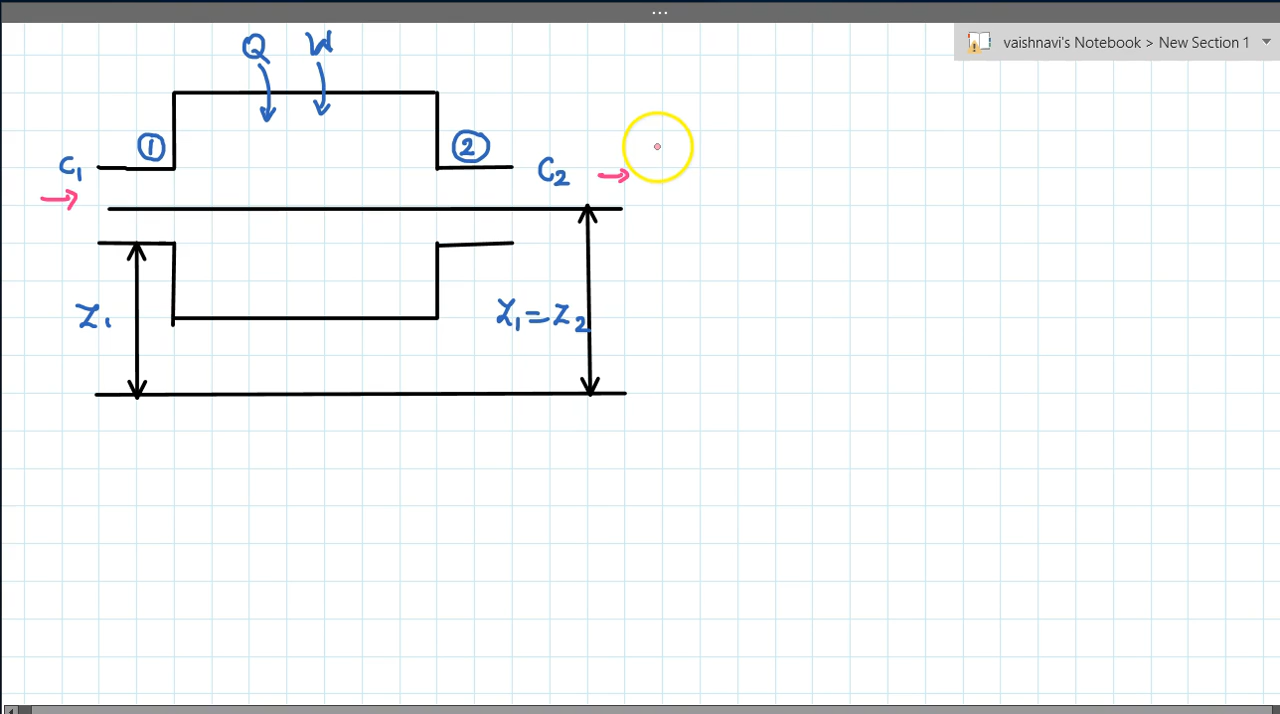 ...
vaishnavi's Notebook > New Section 1
Q W
① ②
C₁ C₂
Z₁ Z₁=Z₂